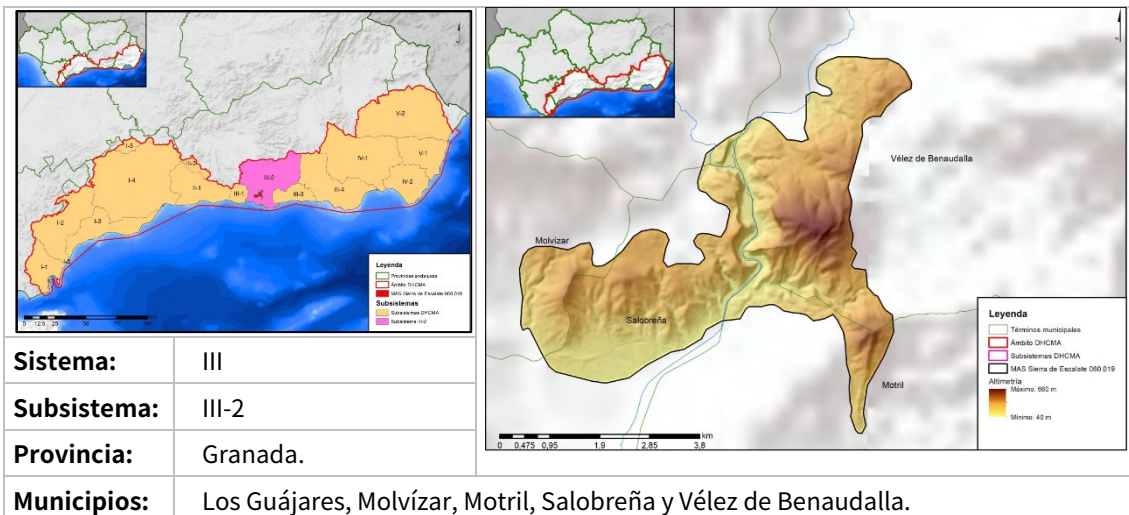 I-5
I-4
I-2
II-1
III-1
III-2
III-3
III-4
IV-1
IV-2
V-1
V-2
I-2
I-3
I-1
Leyenda
Provincias andaluzas
Ámbito DHCMA
MAS Sierra de Escalate 060.019
Subsistemas
Subsistemas DHCMA
Subsistema III-2
Vélez de Benaudalla
Molvízar
Salobreña
Motril
Leyenda
Términos municipales
Ámbito DHCMA
Subsistemas DHCMA
MAS Sierra de Escalate 060.019
Altimetría
Máximo: 660 m
Mínimo: 40 m
km
0 0,475 0,95 1,9 2,85 3,8
Sistema: III
Subsistema: III-2
Provincia: Granada.
Municipios: Los Guájares, Molvízar, Motril, Salobreña y Vélez de Benaudalla.